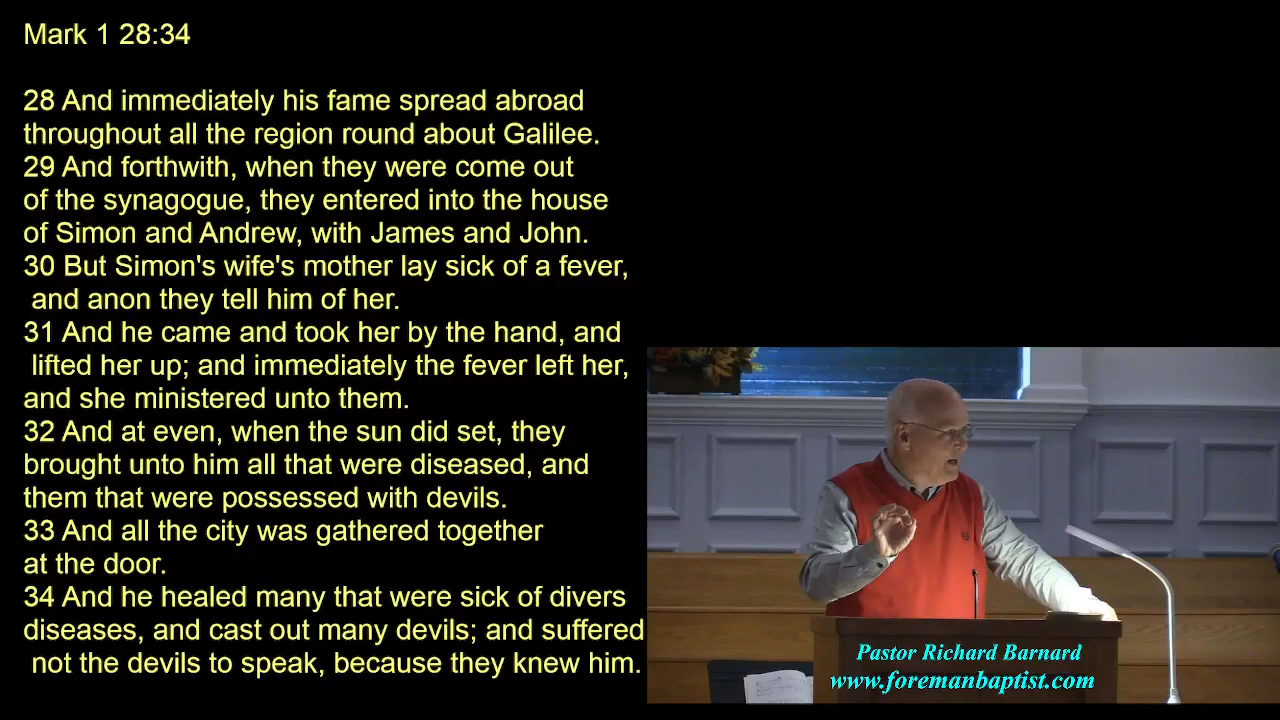 Mark 1 28:34
28 And immediately his fame spread abroad
throughout all the region round about Galilee.
29 And forthwith, when they were come out
of the synagogue, they entered into the house
of Simon and Andrew, with James and John.
30 But Simon's wife's mother lay sick of a fever,
and anon they tell him of her.
31 And he came and took her by the hand, and
lifted her up; and immediately the fever left her,
and she ministered unto them.
32 And at even, when the sun did set, they
brought unto him all that were diseased, and
them that were possessed with devils.
33 And all the city was gathered together
at the door.
34 And he healed many that were sick of divers
diseases, and cast out many devils; and suffered
not the devils to speak, because they knew him.
Pastor Richard Barnard
www.foremanbaptist.com